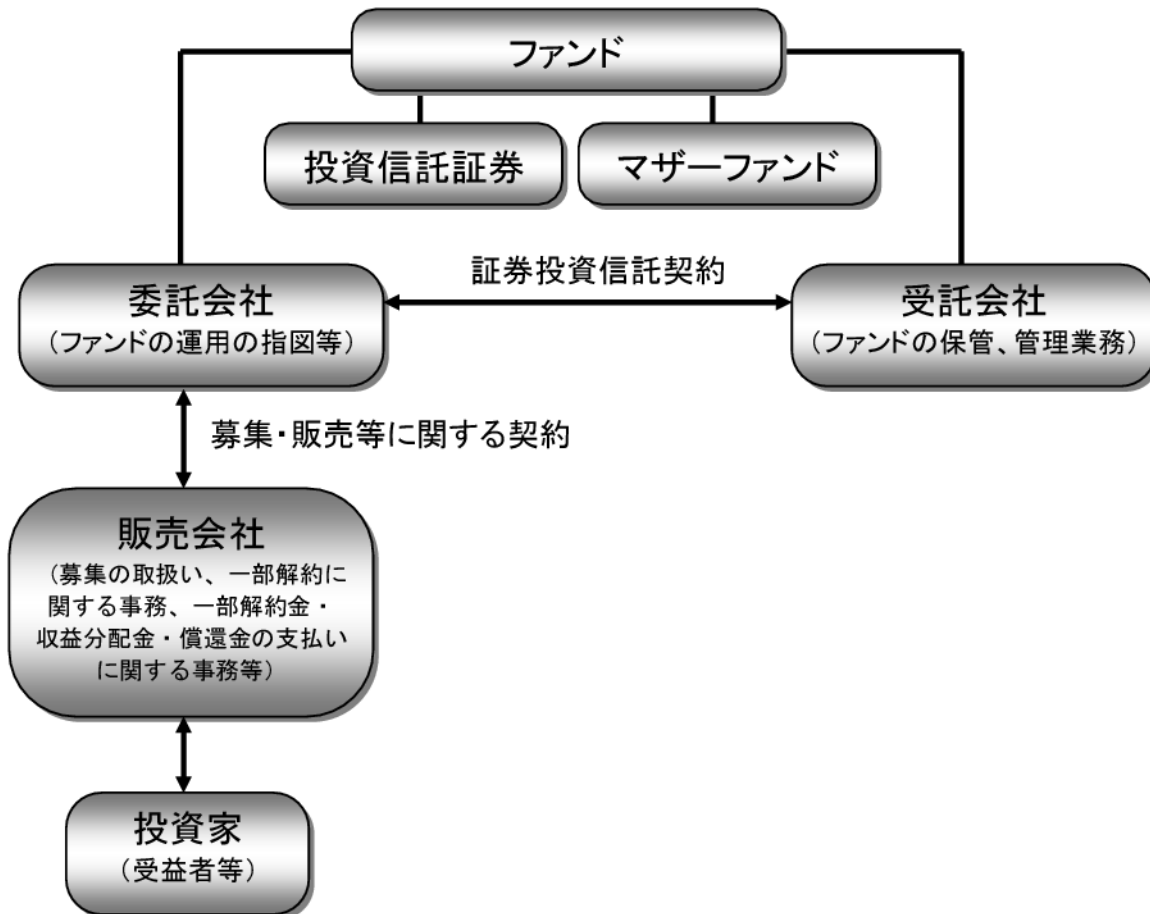 ファンド
投資信託証券
マザーファンド
証券投資信託契約
委託会社
（ファンドの運用の指図等）
受託会社
（ファンドの保管、管理業務）
募集・販売等に関する契約
販売会社
（募集の取扱い、一部解約に
関する事務、一部解約金・
収益分配金・償還金の支払い
に関する事務等）
投資家
（受益者等）